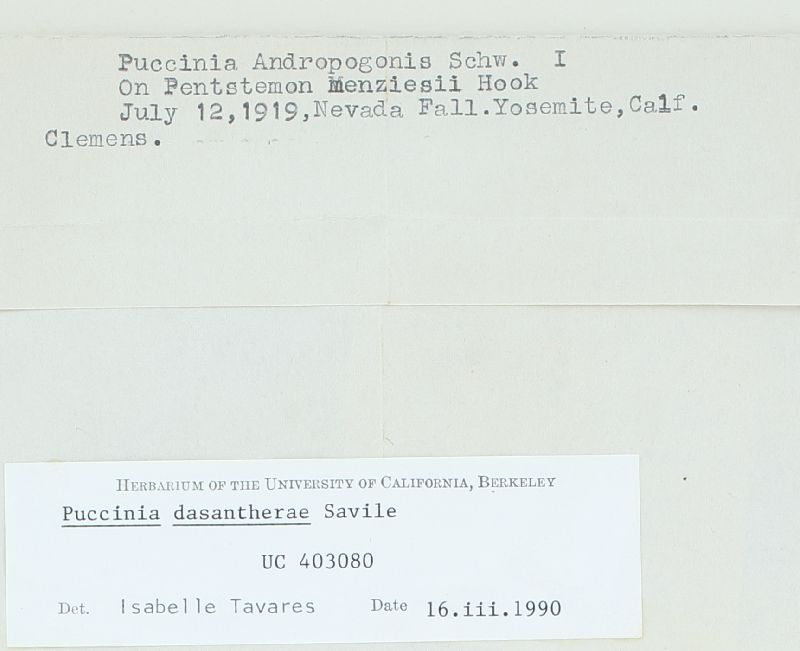 Puccinia Andropogonis Schw. I
On Pentstemon Menziesii Hook
July 12,1919,Nevada Fall.Yosemite,Calf.
Clemens.
HERBARIUM OF THE UNIVERSITY OF CALIFORNIA, BERKELEY
Puccinia dasantherae Savile
UC 403080
Det. Isabelle Tavares Date 16.iii.1990